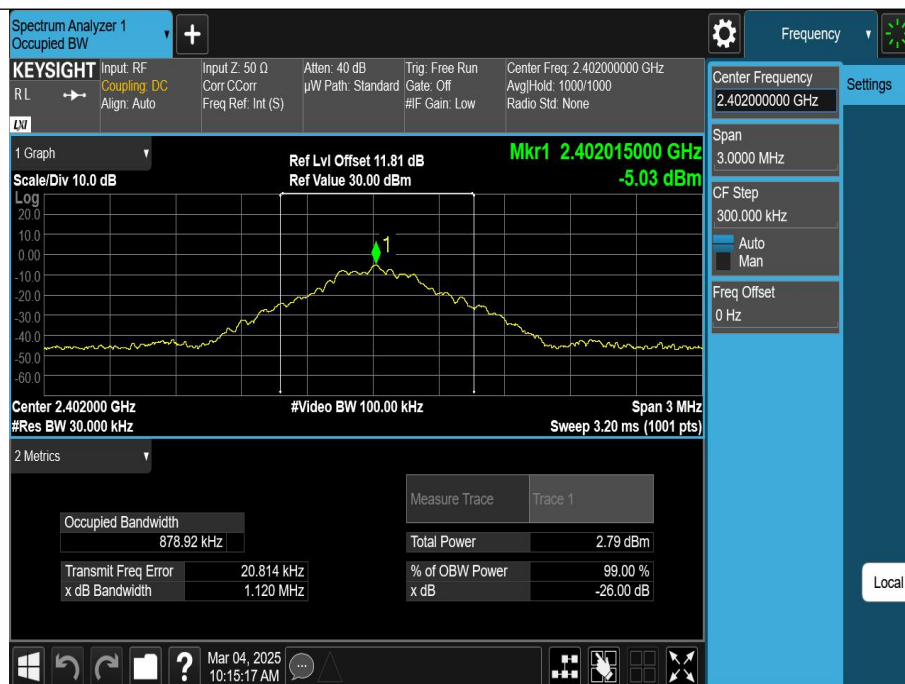 Spectrum Analyzer 1
Occupied BW
+
Frequency
KEYSIGHT
RL
LXI
Input: RF
Coupling: DC
Align: Auto
Input Z: 50 Ω
Corr CCorr
Freq Ref: Int (S)
Atten: 40 dB
µW Path: Standard
Trig: Free Run
Gate: Off
#IF Gain: Low
Center Freq: 2.402000000 GHz
Avg|Hold: 1000/1000
Radio Std: None
Center Frequency
2.402000000 GHz
Settings
Span
3.0000 MHz
CF Step
300.000 kHz
Auto
Man
Freq Offset
0 Hz
Local
1 Graph
Scale/Div 10.0 dB
Ref Lvl Offset 11.81 dB
Ref Value 30.00 dBm
Mkr1 2.402015000 GHz
-5.03 dBm
Log
20.0
10.0
0.00
-10.0
-20.0
-30.0
-40.0
-50.0
-60.0
1
Center 2.402000 GHz
#Res BW 30.000 kHz
#Video BW 100.00 kHz
Span 3 MHz
Sweep 3.20 ms (1001 pts)
2 Metrics
Measure Trace Trace 1
Occupied Bandwidth
878.92 kHz
Total Power 2.79 dBm
Transmit Freq Error 20.814 kHz
% of OBW Power 99.00 %
x dB Bandwidth 1.120 MHz
x dB -26.00 dB
?
Mar 04, 2025
10:15:17 AM